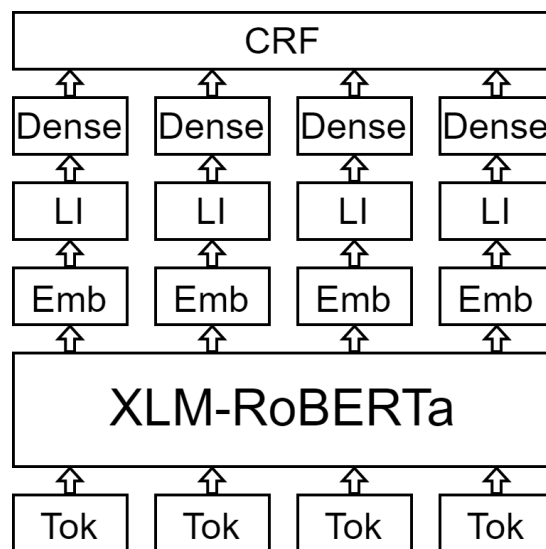 CRF
Dense Dense Dense Dense
LI LI LI LI
Emb Emb Emb Emb
XLM-RoBERTa
Tok Tok Tok Tok